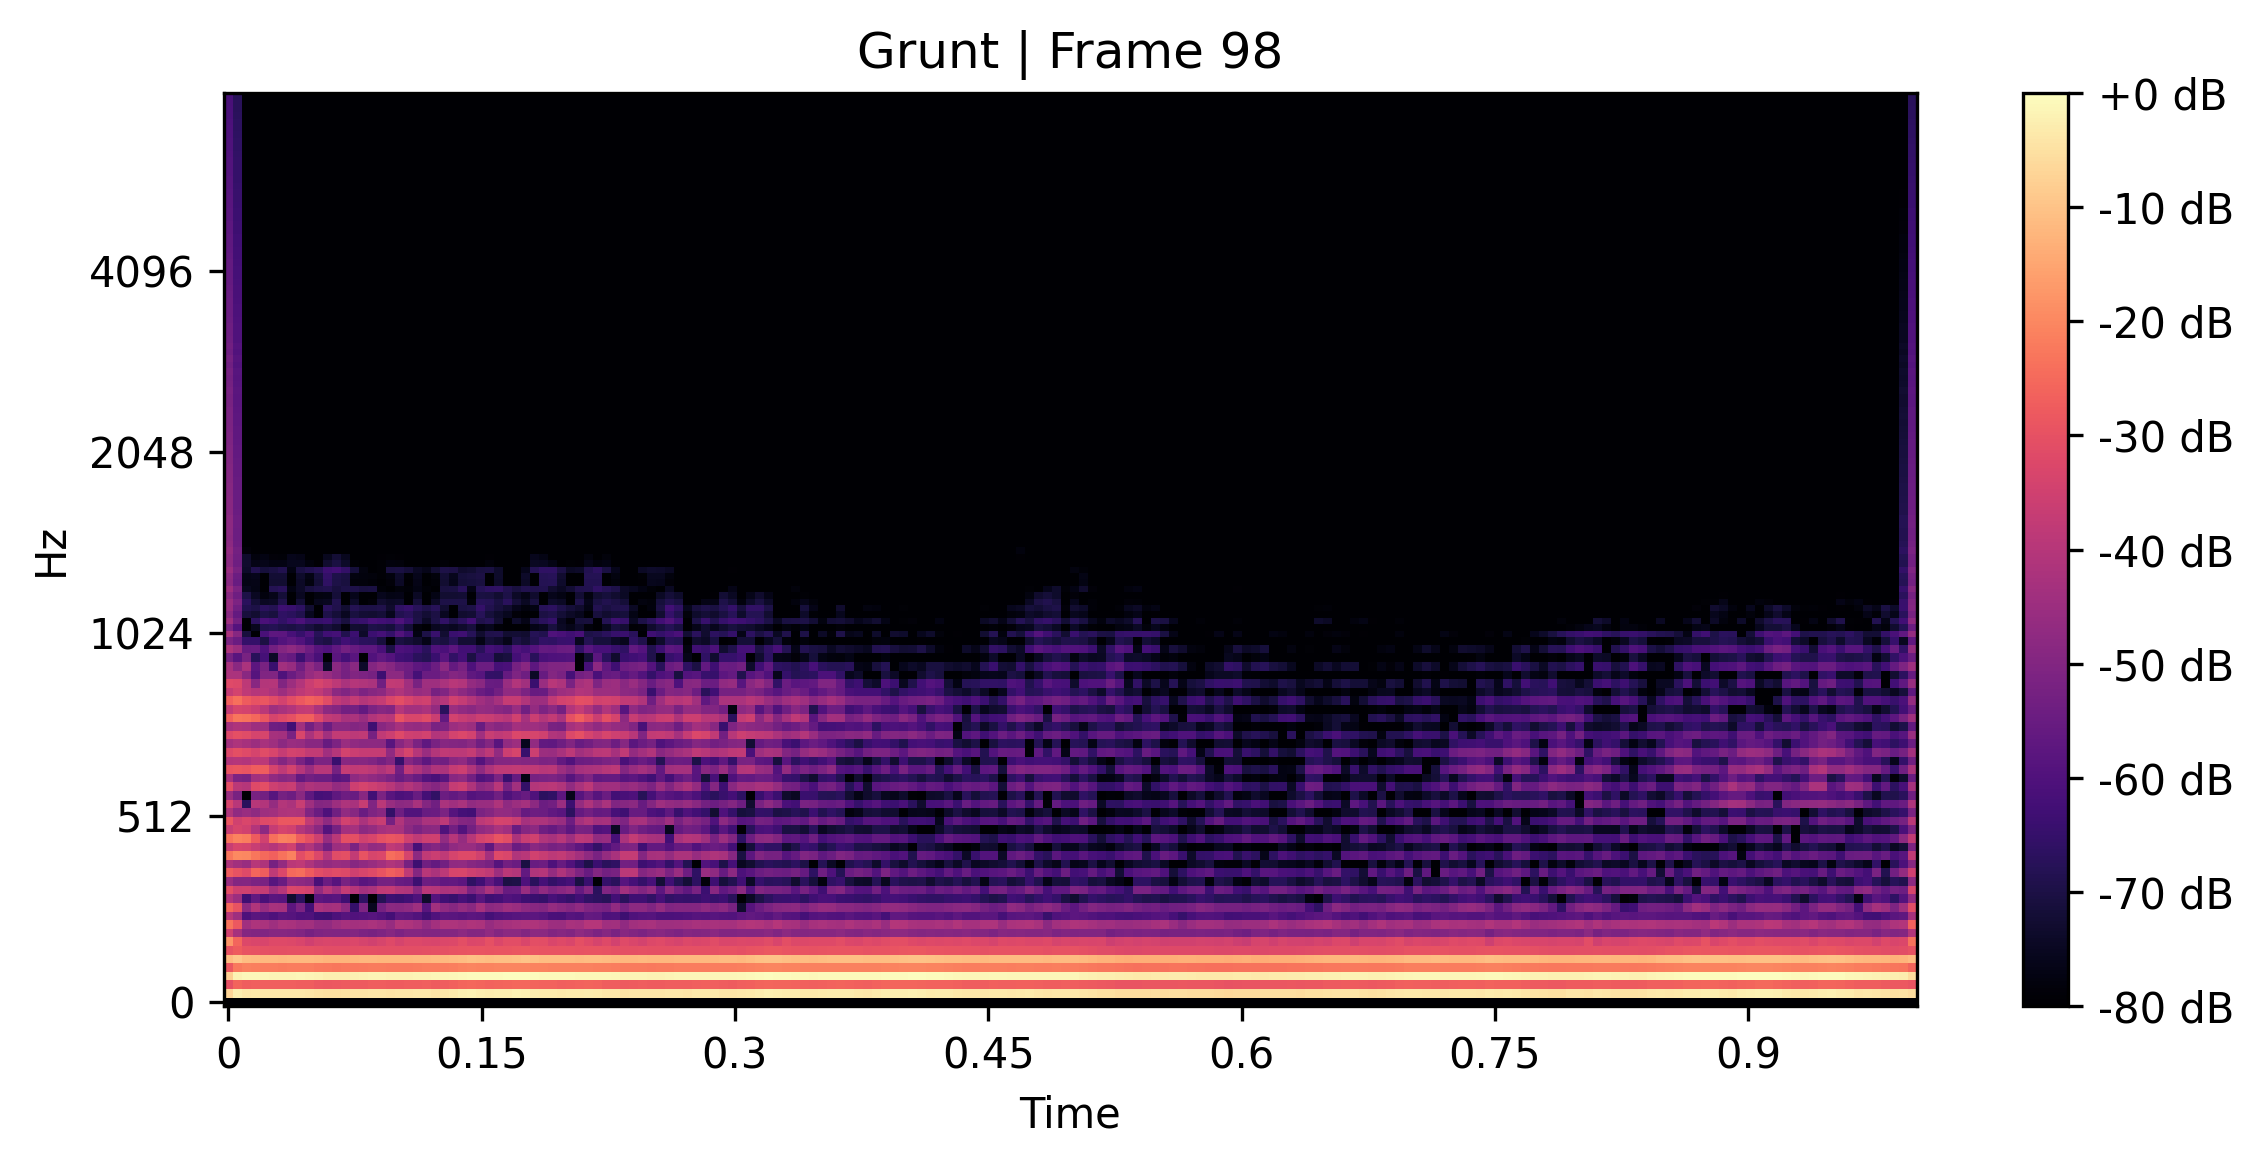 Grunt | Frame 98
Hz
4096
2048
1024
512
0
0 0.15 0.3 0.45 0.6 0.75 0.9
Time
+0 dB
-10 dB
-20 dB
-30 dB
-40 dB
-50 dB
-60 dB
-70 dB
-80 dB